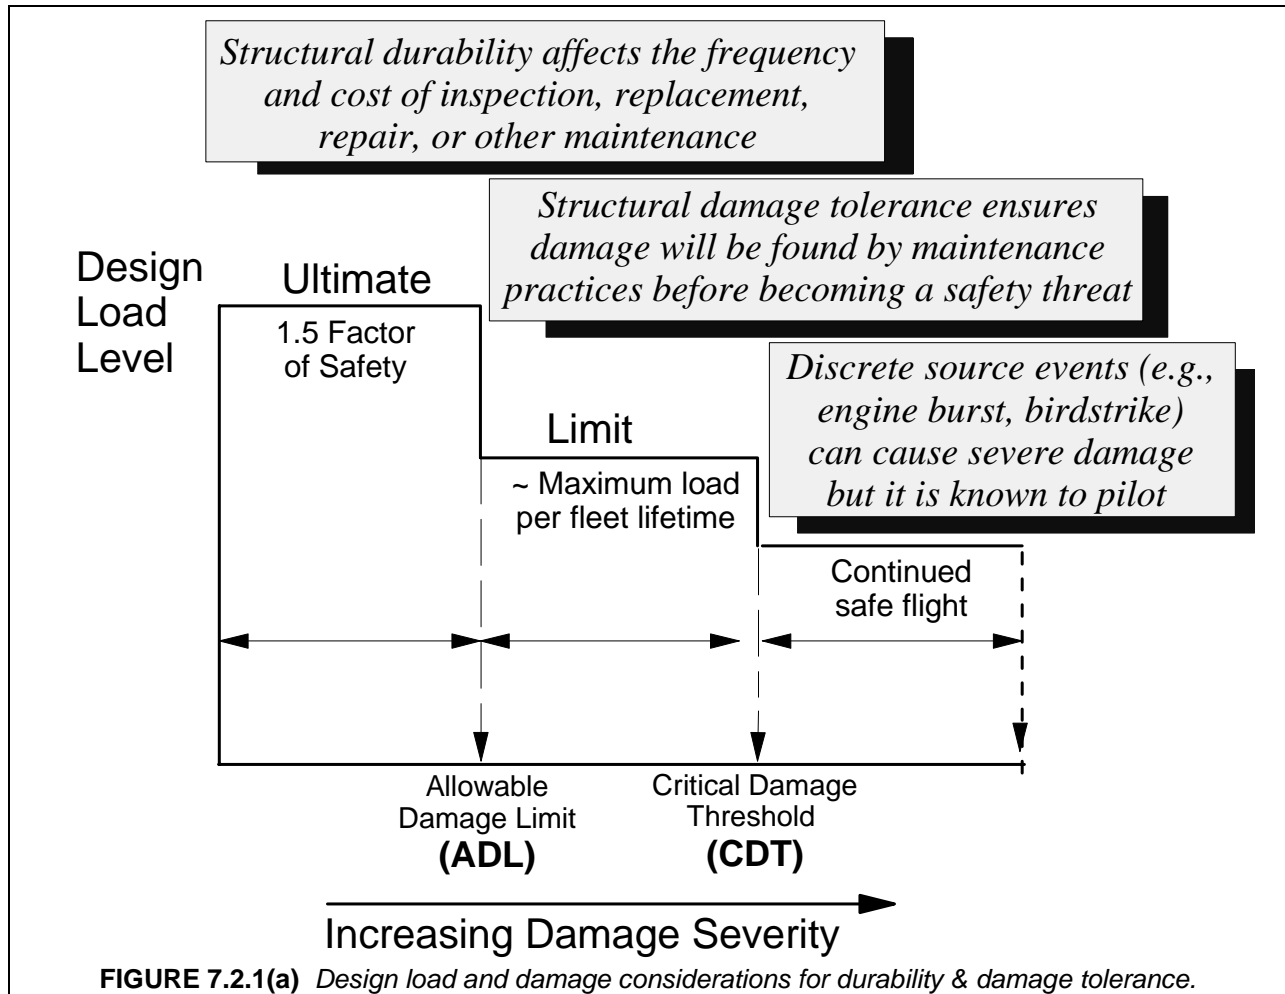 Structural durability affects the frequency
and cost of inspection, replacement,
repair, or other maintenance
Structural damage tolerance ensures
damage will be found by maintenance
practices before becoming a safety threat
Discrete source events (e.g.,
engine burst, birdstrike)
can cause severe damage
but it is known to pilot
Design
Load
Level
Ultimate
1.5 Factor
of Safety
Limit
~ Maximum load
per fleet lifetime
Continued
safe flight
Allowable
Damage Limit
(ADL)
Critical Damage
Threshold
(CDT)
Increasing Damage Severity
FIGURE 7.2.1(a) Design load and damage considerations for durability & damage tolerance.